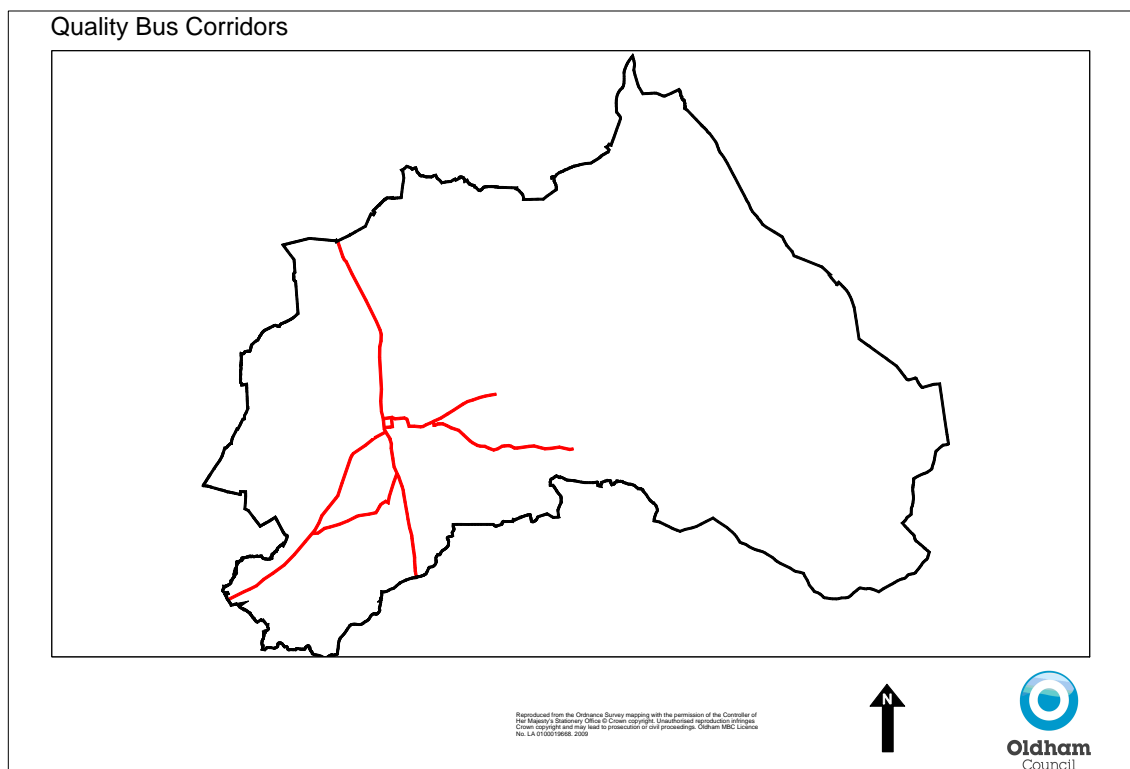 Quality Bus Corridors
N
Reproduced from the Ordnance Survey mapping with the permission of the Controller of
Her Majesty's Stationery Office © Crown copyright. Unauthorised reproduction infringes
Crown copyright and may lead to prosecution or civil proceedings. Oldham MBC Licence
No. LA 0100019668. 2009
Oldham
Council